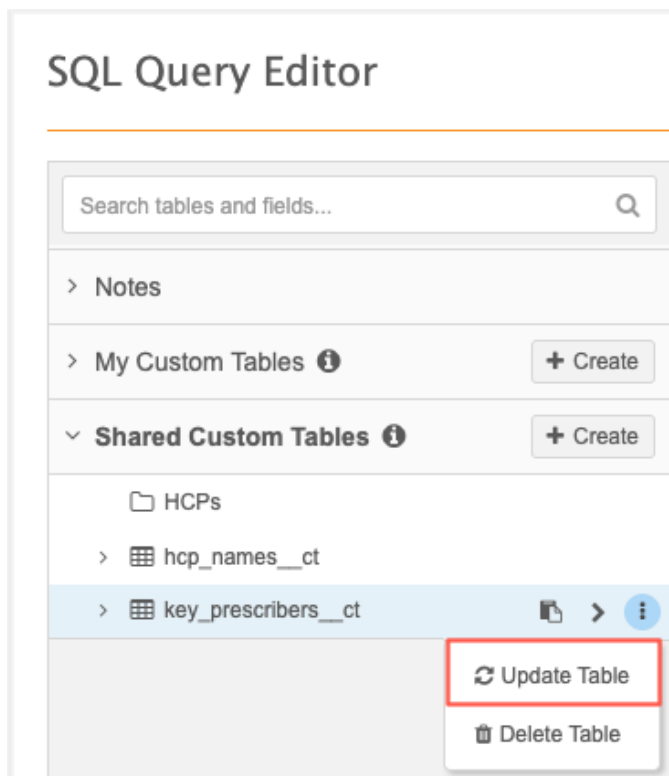 SQL Query Editor
Search tables and fields...
Notes
My Custom Tables
+ Create
Shared Custom Tables
+ Create
HCPs
hcp_names__ct
key_prescribers__ct
Update Table
Delete Table